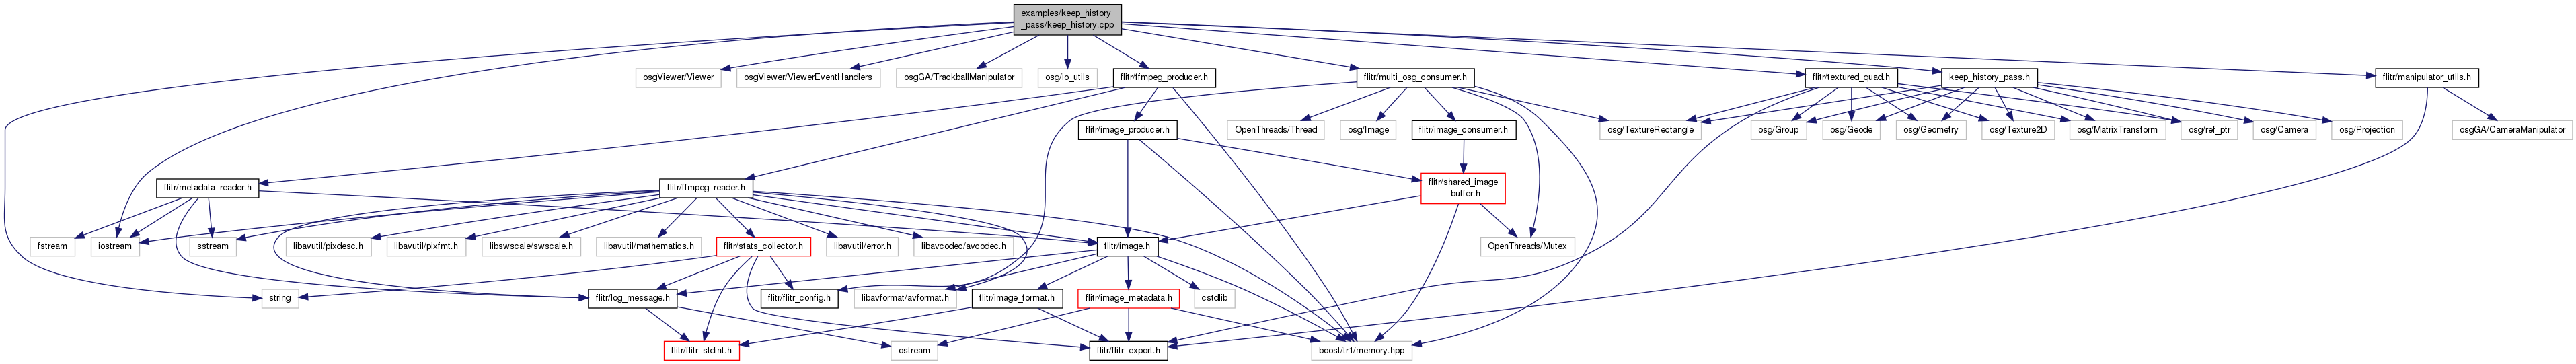 examples/keep_history
_pass/keep_history.cpp
osgViewer/Viewer
osgViewer/ViewerEventHandlers
osgGA/TrackballManipulator
osg/io_utils
flitr/ffmpeg_producer.h
flitr/multi_osg_consumer.h
flitr/textured_quad.h
keep_history_pass.h
flitr/manipulator_utils.h
flitr/image_producer.h
OpenThreads/Thread
osg/Image
flitr/image_consumer.h
osg/TextureRectangle
osg/Group
osg/Geode
osg/Geometry
osg/Texture2D
osg/MatrixTransform
osg/ref_ptr
osg/Camera
osg/Projection
osgGA/CameraManipulator
flitr/metadata_reader.h
flitr/ffmpeg_reader.h
flitr/shared_image
_buffer.h
fstream
iostream
sstream
libavutil/pixdesc.h
libavutil/pixfmt.h
libswscale/swscale.h
libavutil/mathematics.h
flitr/stats_collector.h
libavutil/error.h
libavcodec/avcodec.h
flitr/image.h
OpenThreads/Mutex
string
flitr/log_message.h
flitr/flitr_config.h
libavformat/avformat.h
flitr/image_format.h
flitr/image_metadata.h
cstdlib
flitr/flitr_stdint.h
ostream
flitr/flitr_export.h
boost/tr1/memory.hpp